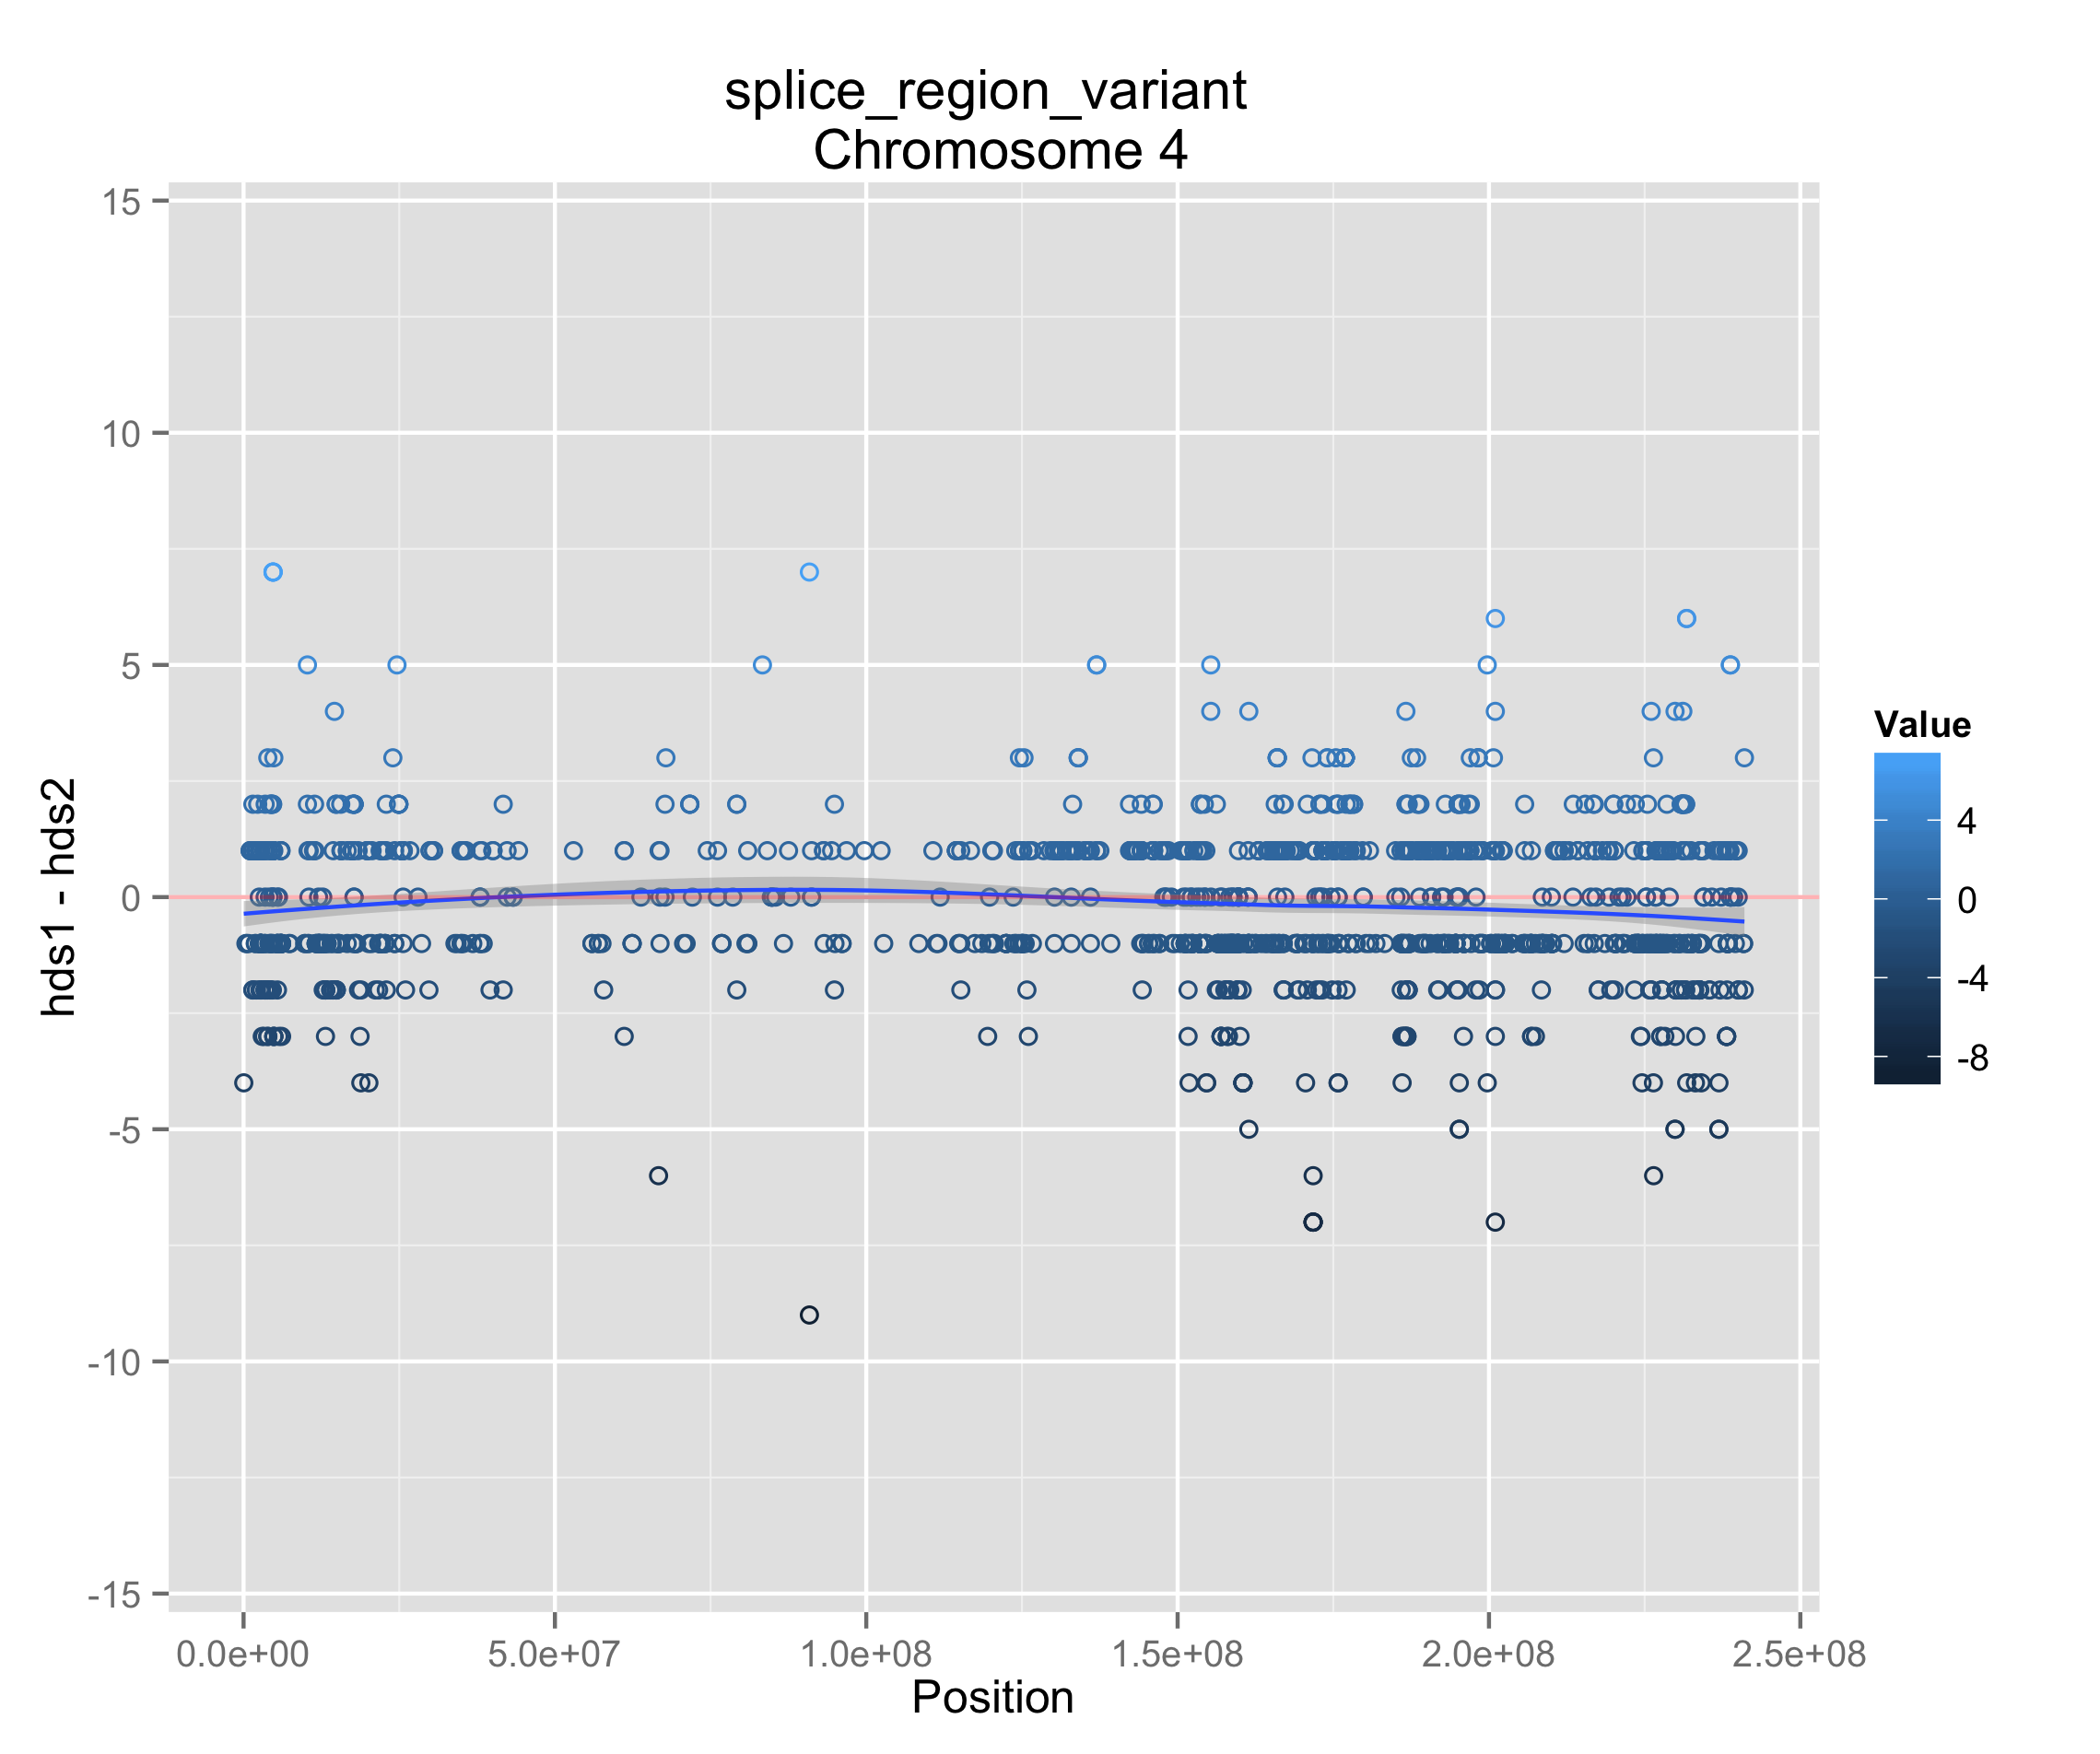 splice_region_variant
Chromosome 4
15
10
5
0
-5
-10
-15
hds1 - hds2
0.0e+00
5.0e+07
1.0e+08
1.5e+08
2.0e+08
2.5e+08
Position
Value
4
0
-4
-8